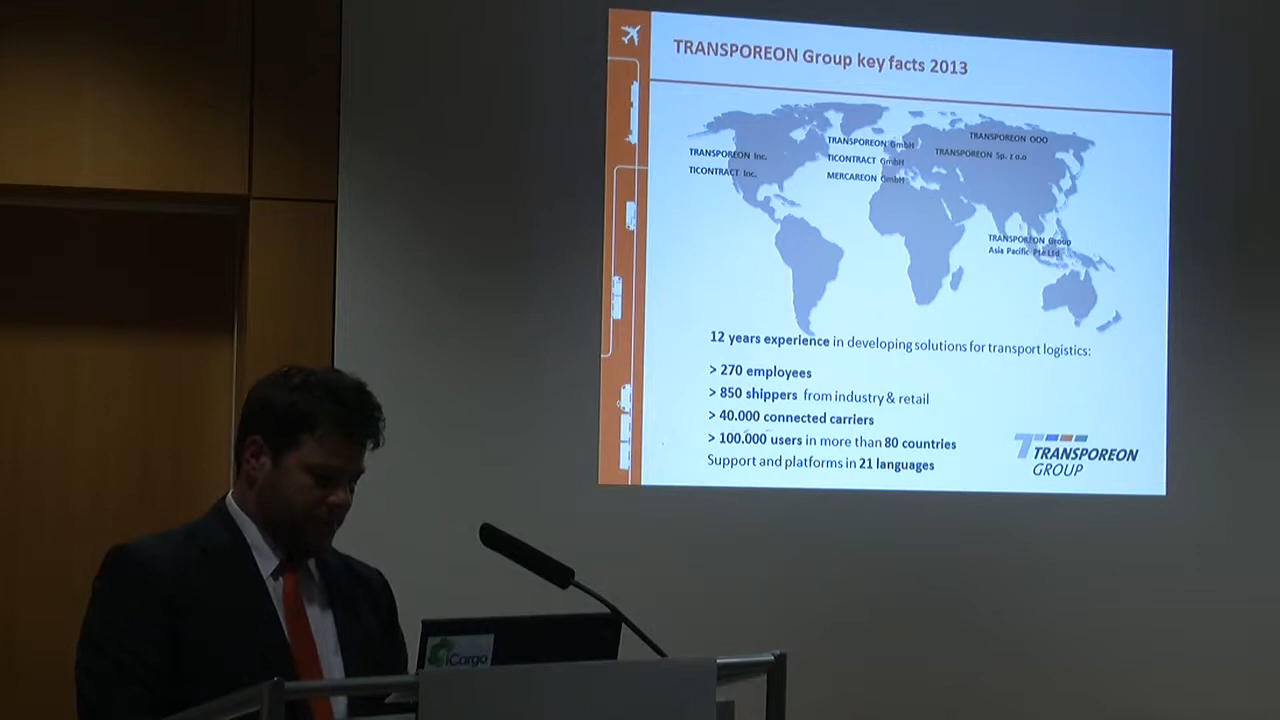 TRANSPOREON Group key facts 2013
TRANSPOREON OOO
TRANSPOREON GmbH
TRANSPOREON Inc.
TRANSPOREON Sp. z o.o
TICONTRACT GmbH
TICONTRACT Inc.
MERCAREON GmbH
TRANSPOREON Group
Asia Pacific Pte Ltd.
12 years experience in developing solutions for transport logistics:
> 270 employees
> 850 shippers from industry & retail
> 40.000 connected carriers
> 100.000 users in more than 80 countries
Support and platforms in 21 languages
TRANSPOREON
GROUP
iCargo